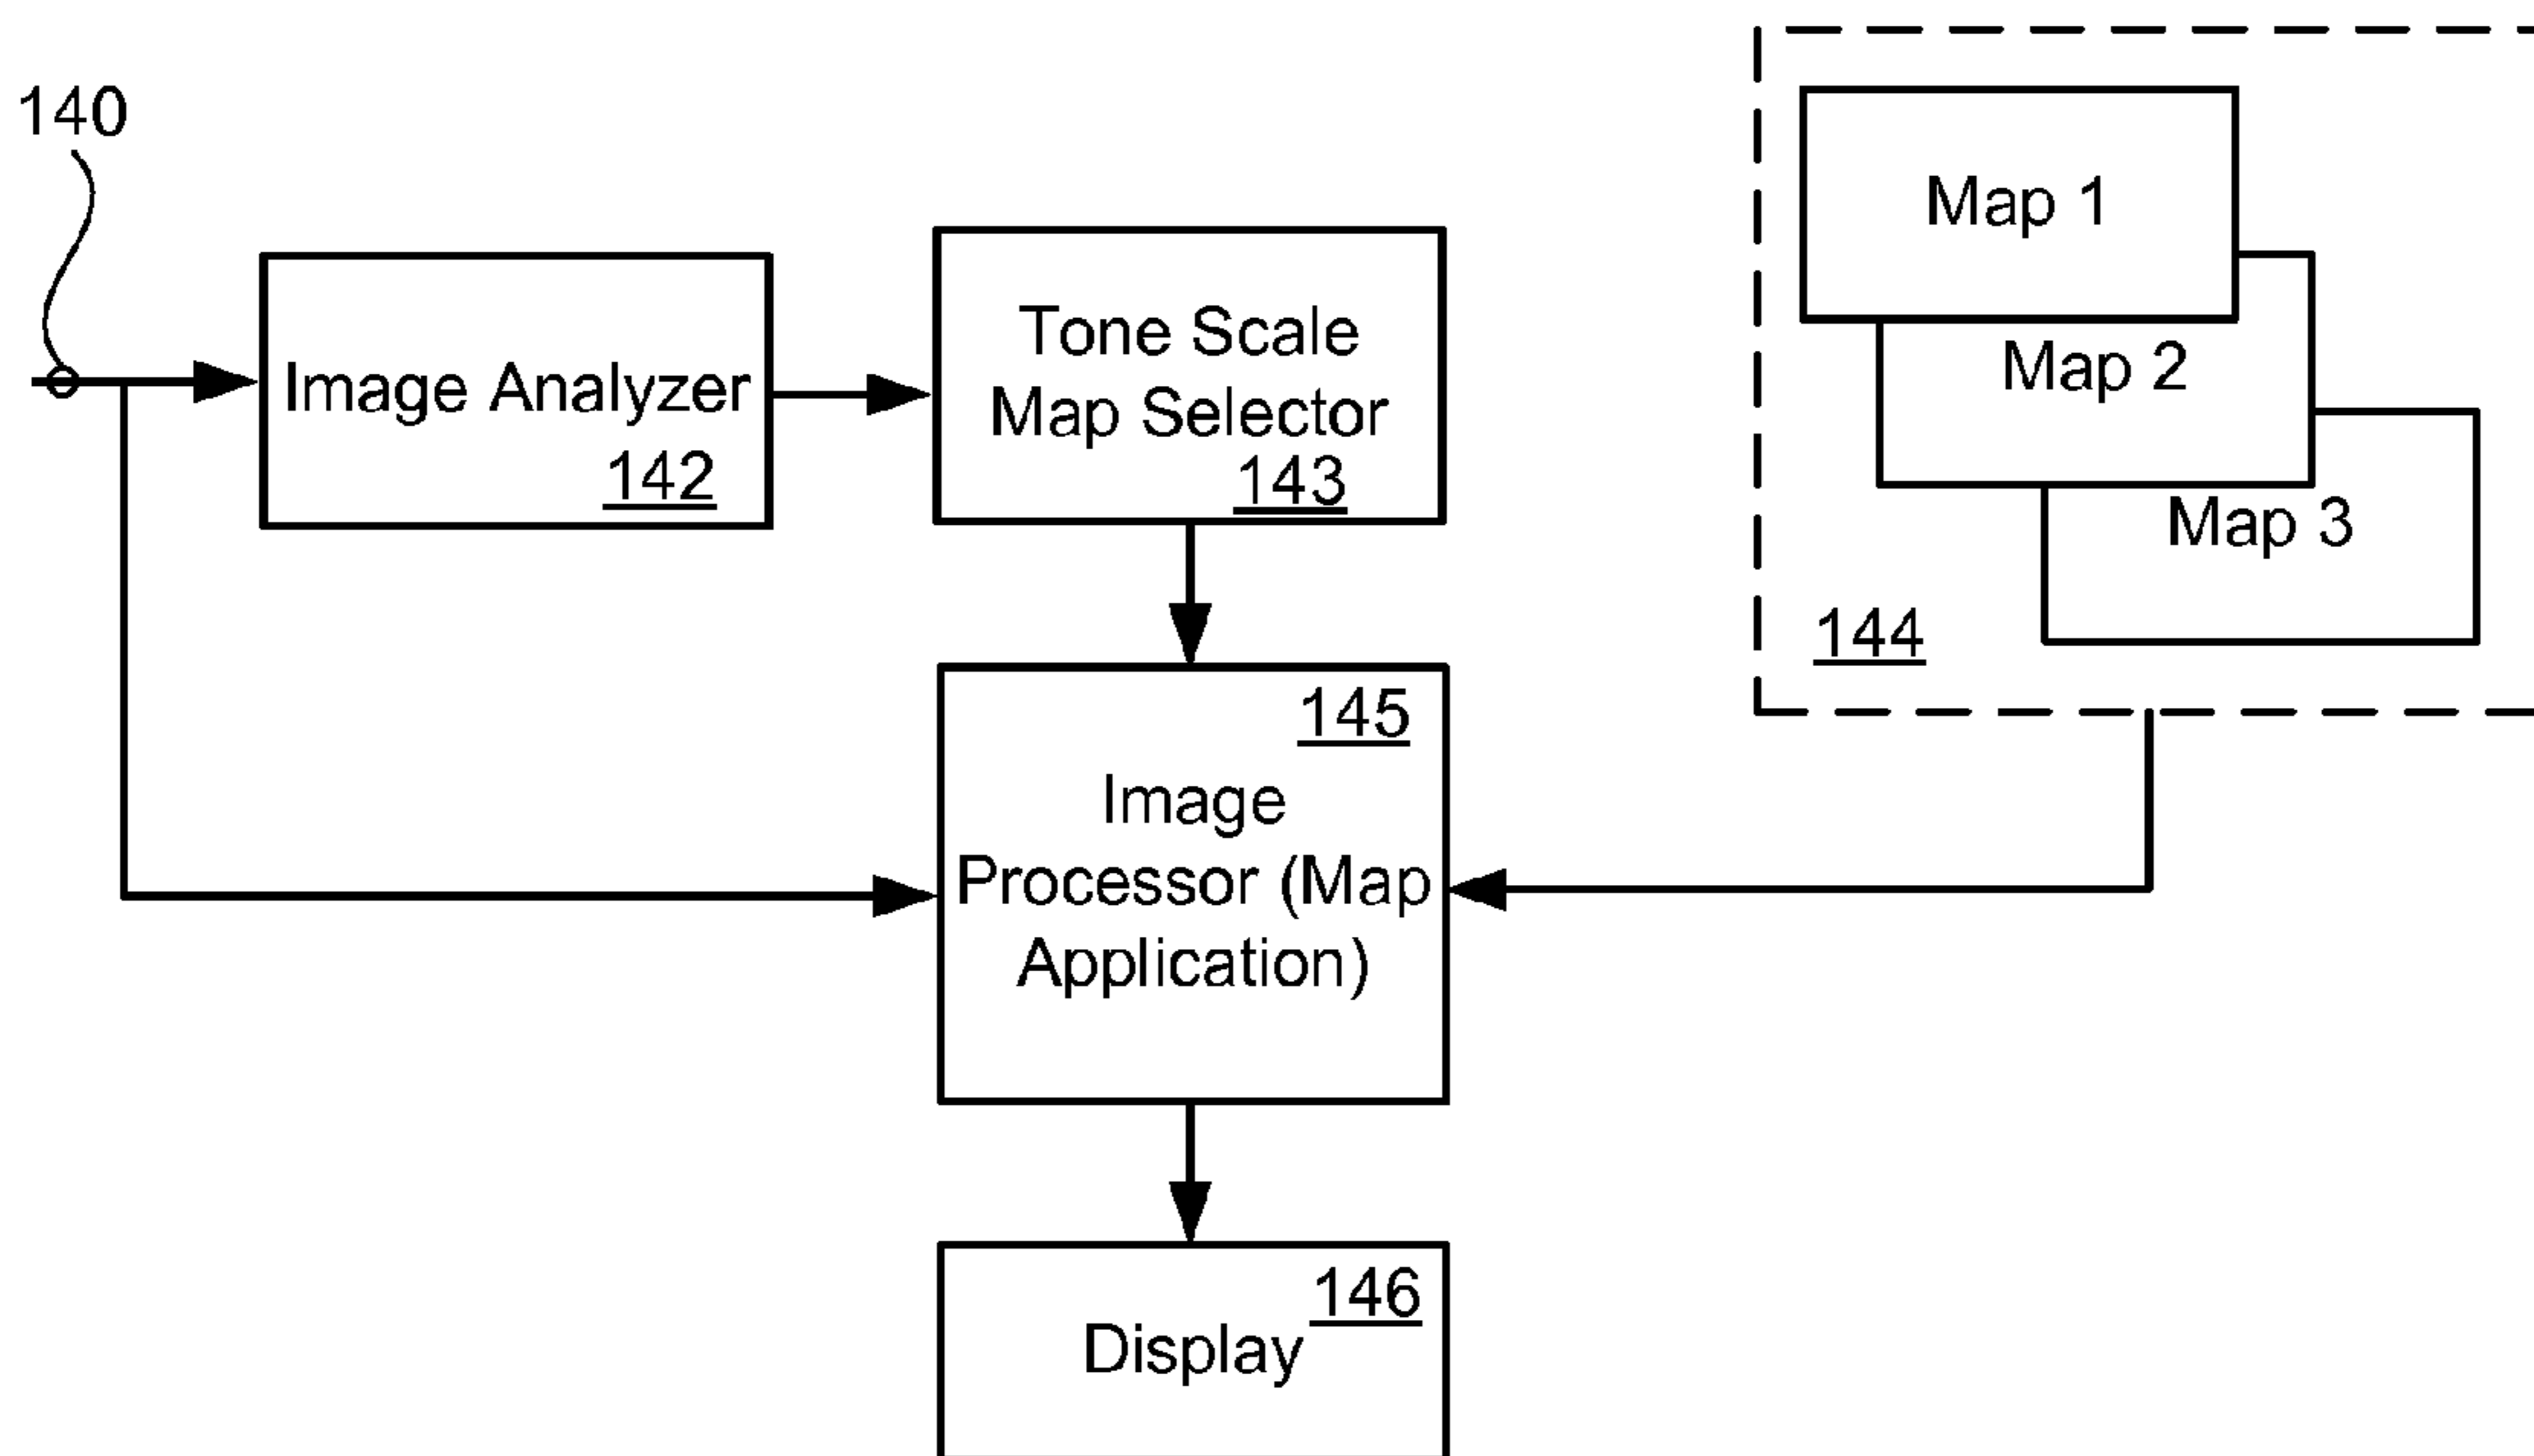 140
Image Analyzer
142
Tone Scale
Map Selector
143
Map 1
Map 2
Map 3
144
145
Image
Processor (Map
Application)
146
Display